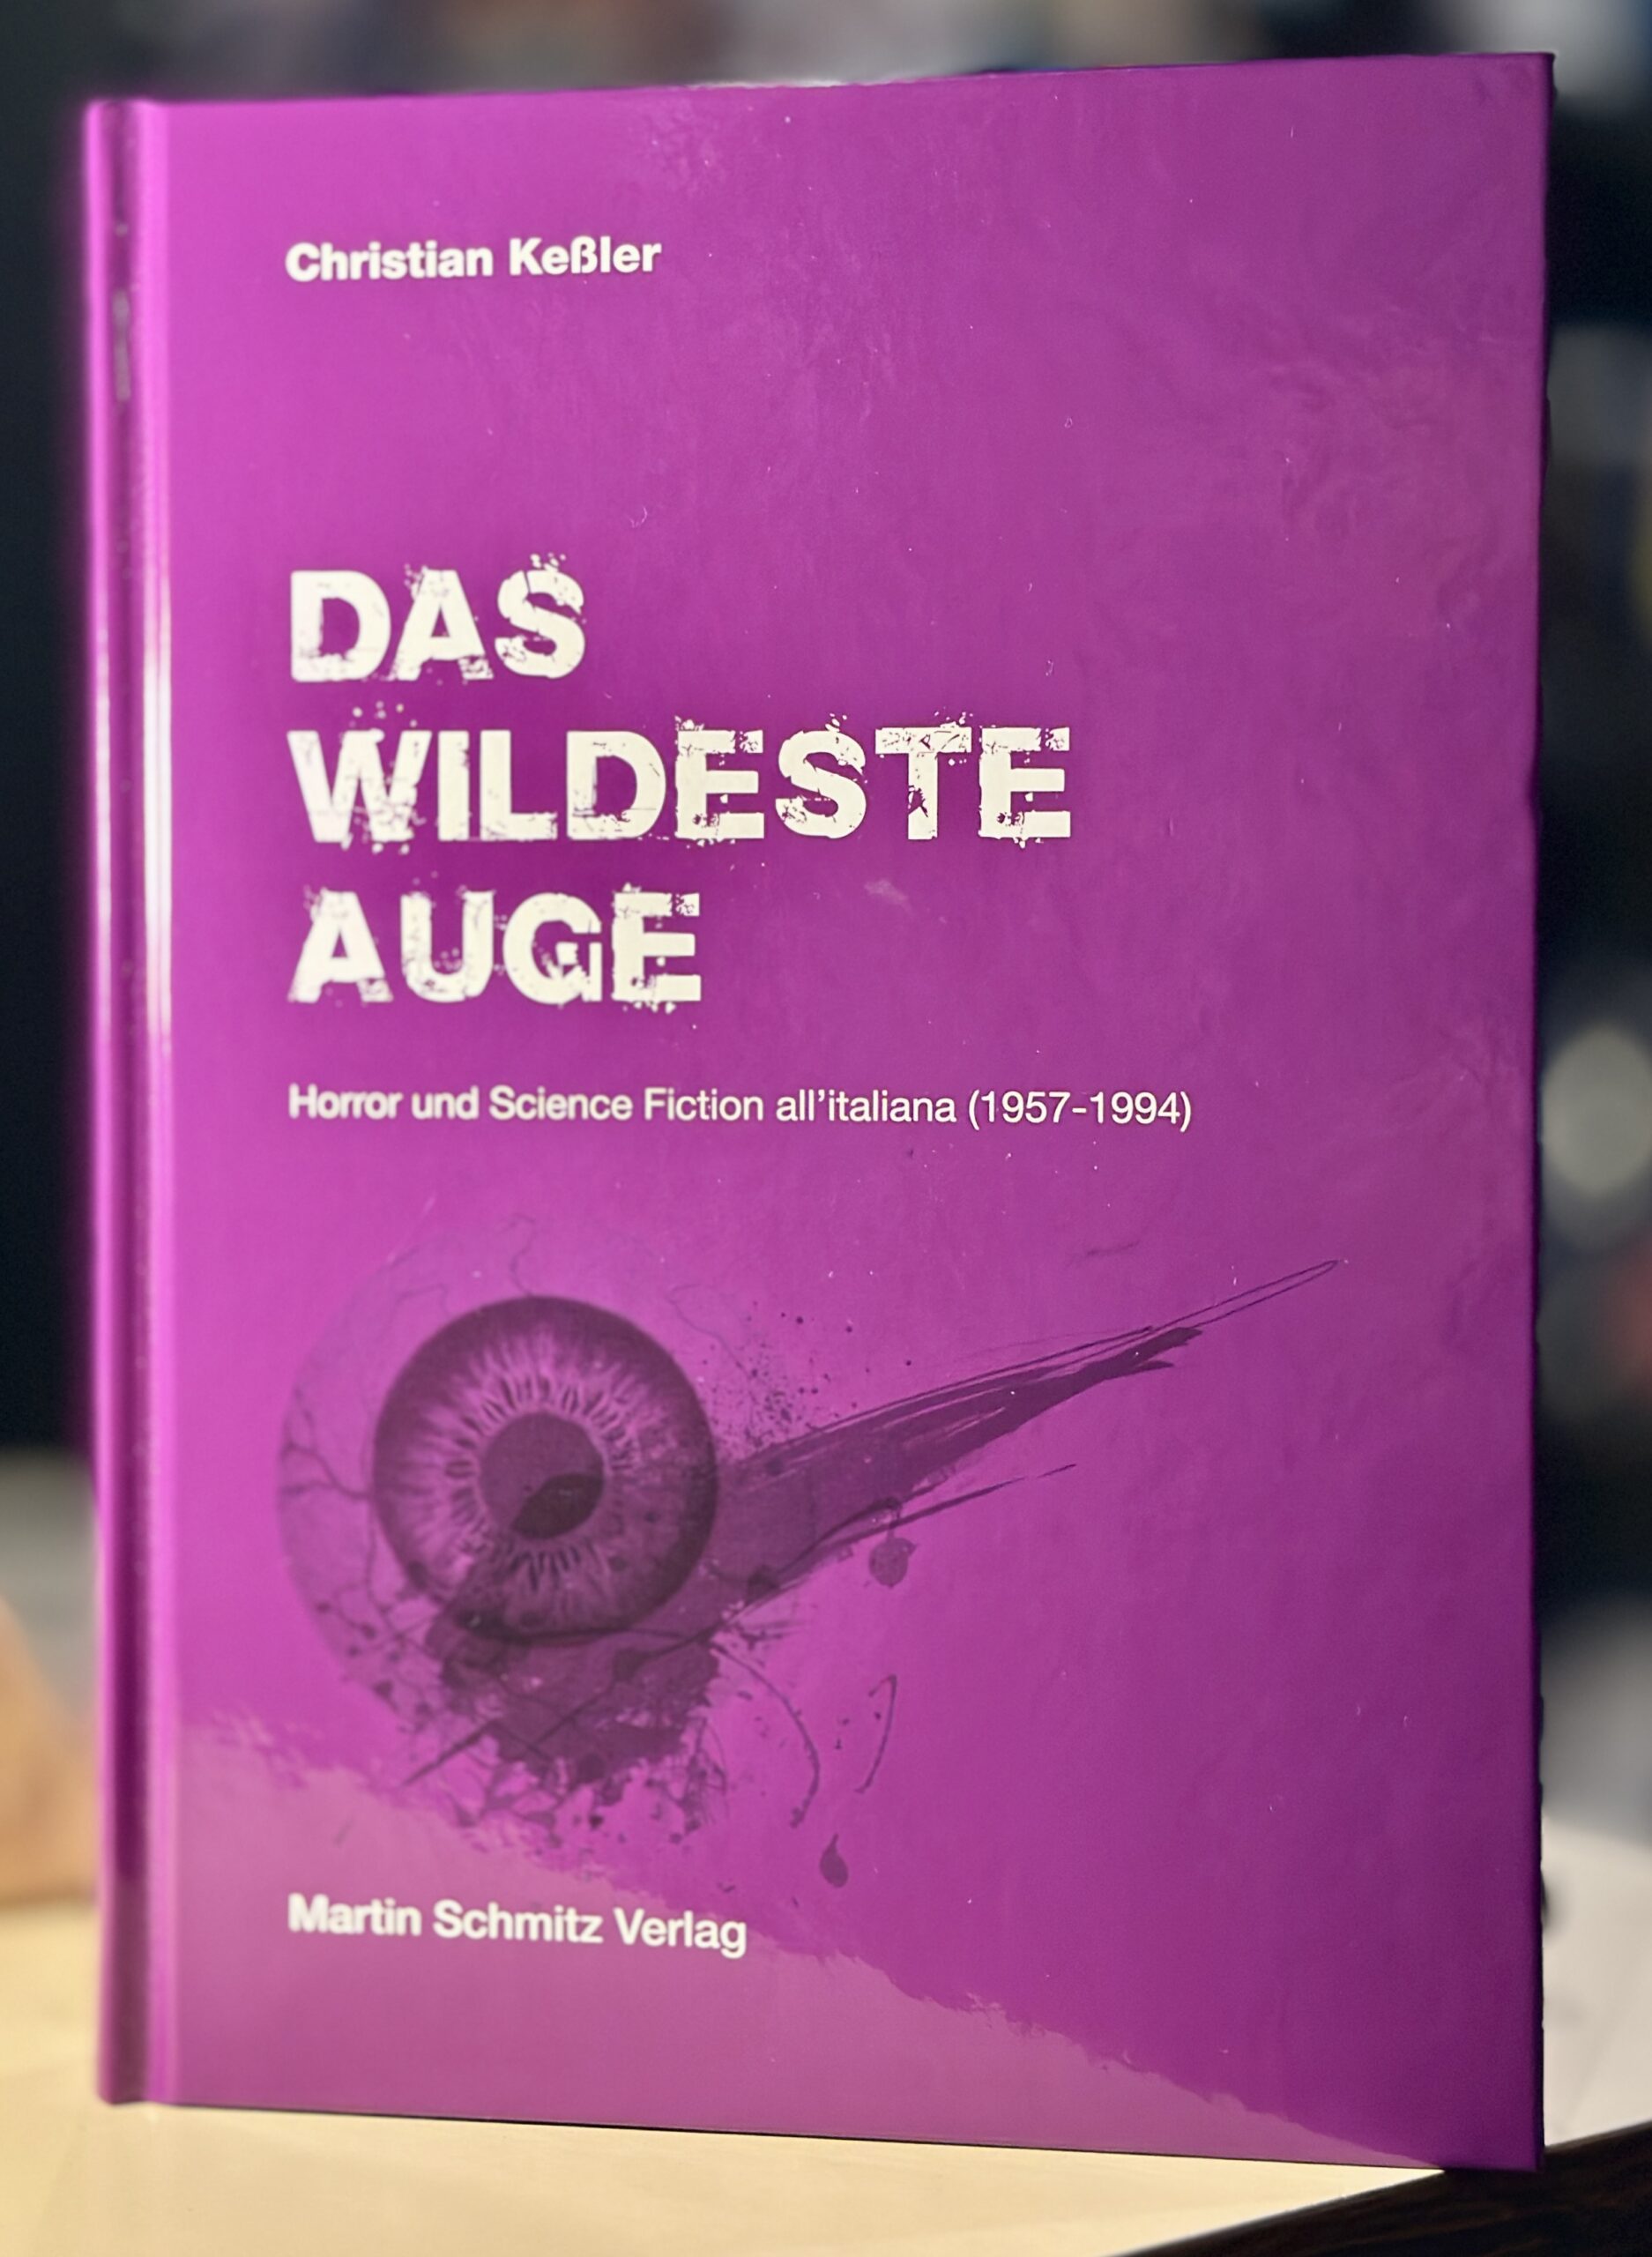 Christian Keßler
DAS
WILDESTE
AUGE
Horror und Science Fiction all'italiana (1957-1994)
Martin Schmitz Verlag